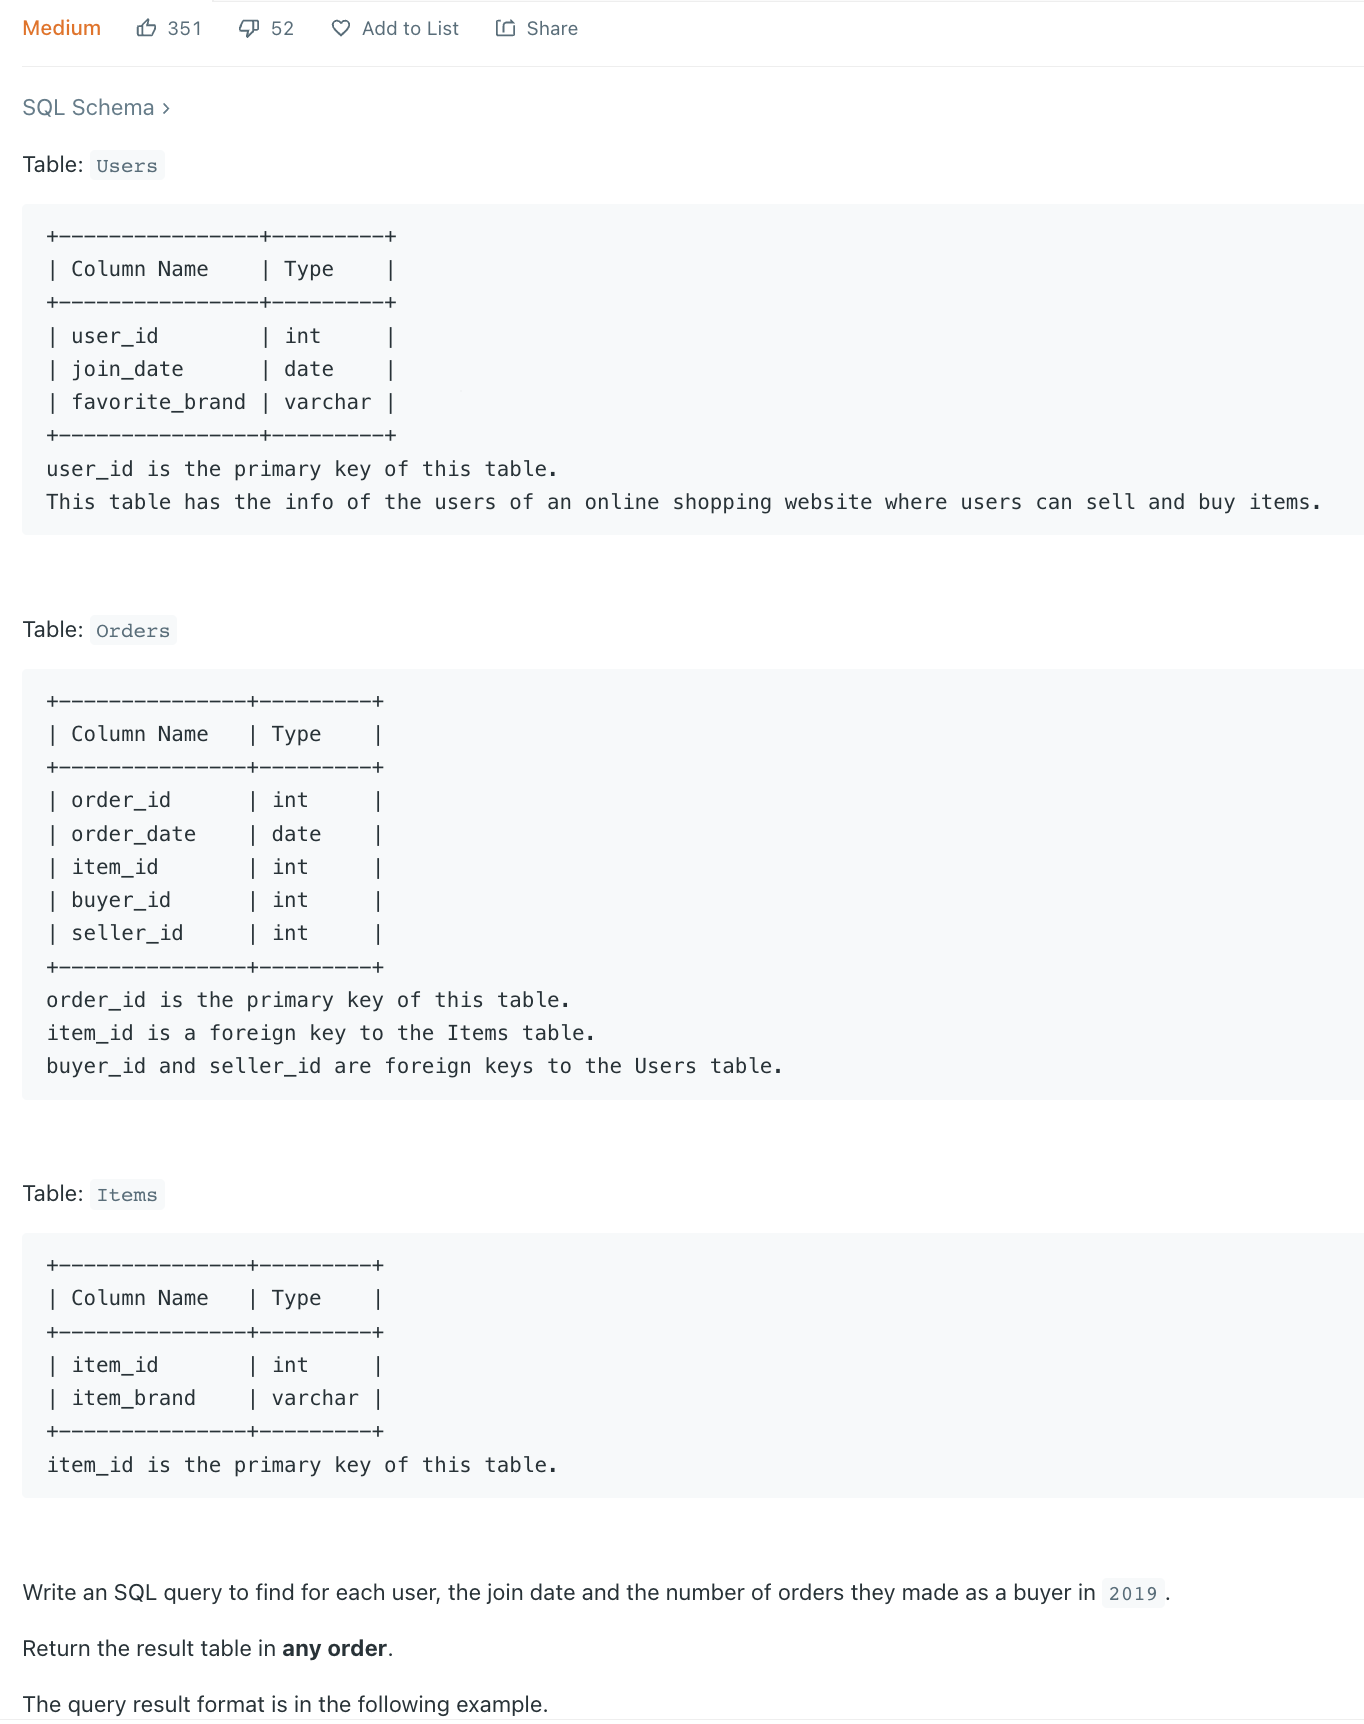 Medium 351 52 Add to List Share
SQL Schema ›
Table: Users
+----------------+---------+
| Column Name    | Type    |
+----------------+---------+
| user_id        | int     |
| join_date      | date    |
| favorite_brand | varchar |
+----------------+---------+
user_id is the primary key of this table.
This table has the info of the users of an online shopping website where users can sell and buy items.
Table: Orders
+---------------+---------+
| Column Name   | Type    |
+---------------+---------+
| order_id      | int     |
| order_date    | date    |
| item_id       | int     |
| buyer_id      | int     |
| seller_id     | int     |
+---------------+---------+
order_id is the primary key of this table.
item_id is a foreign key to the Items table.
buyer_id and seller_id are foreign keys to the Users table.
Table: Items
+---------------+---------+
| Column Name   | Type    |
+---------------+---------+
| item_id       | int     |
| item_brand    | varchar |
+---------------+---------+
item_id is the primary key of this table.
Write an SQL query to find for each user, the join date and the number of orders they made as a buyer in 2019.
Return the result table in any order.
The query result format is in the following example.